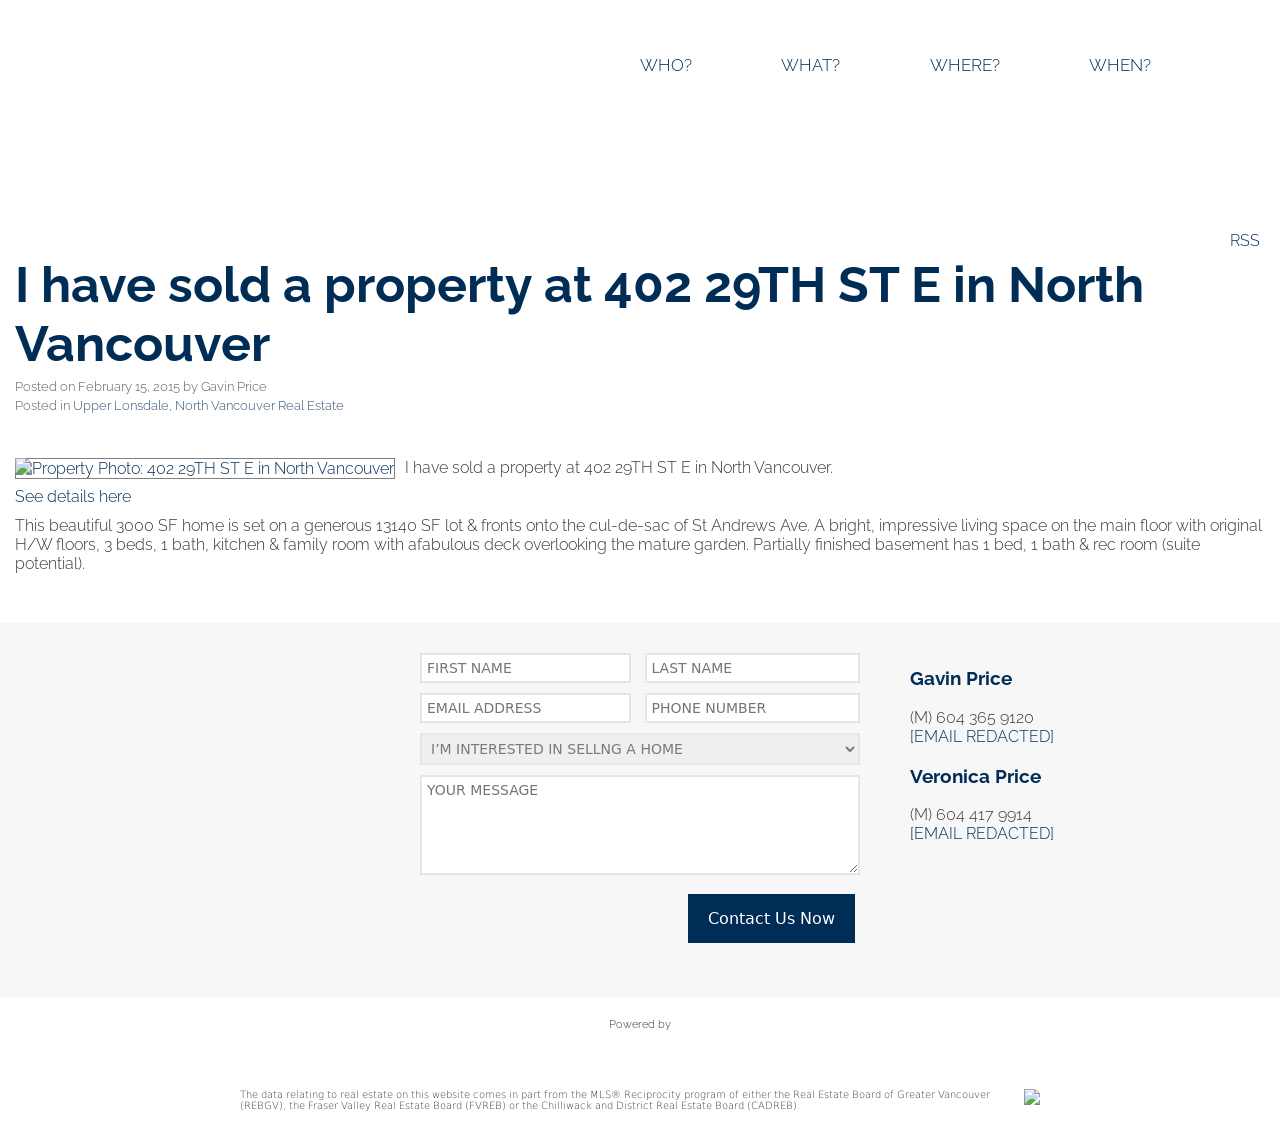 WHO? WHAT? WHERE? WHEN?
RSS
I have sold a property at 402 29TH ST E in North
Vancouver
Posted on February 15, 2015 by Gavin Price
Posted in Upper Lonsdale, North Vancouver Real Estate
Property Photo: 402 29TH ST E in North Vancouver I have sold a property at 402 29TH ST E in North Vancouver.
See details here
This beautiful 3000 SF home is set on a generous 13140 SF lot & fronts onto the cul-de-sac of St Andrews Ave. A bright, impressive living space on the main floor with original
H/W floors, 3 beds, 1 bath, kitchen & family room with afabulous deck overlooking the mature garden. Partially finished basement has 1 bed, 1 bath & rec room (suite
potential).
FIRST NAME LAST NAME
EMAIL ADDRESS PHONE NUMBER
I'M INTERESTED IN SELLNG A HOME
YOUR MESSAGE
Contact Us Now
Gavin Price
(M) 604 365 9120
[EMAIL REDACTED]
Veronica Price
(M) 604 417 9914
[EMAIL REDACTED]
Powered by
The data relating to real estate on this website comes in part from the MLS® Reciprocity program of either the Real Estate Board of Greater Vancouver
(REBGV), the Fraser Valley Real Estate Board (FVREB) or the Chilliwack and District Real Estate Board (CADREB).